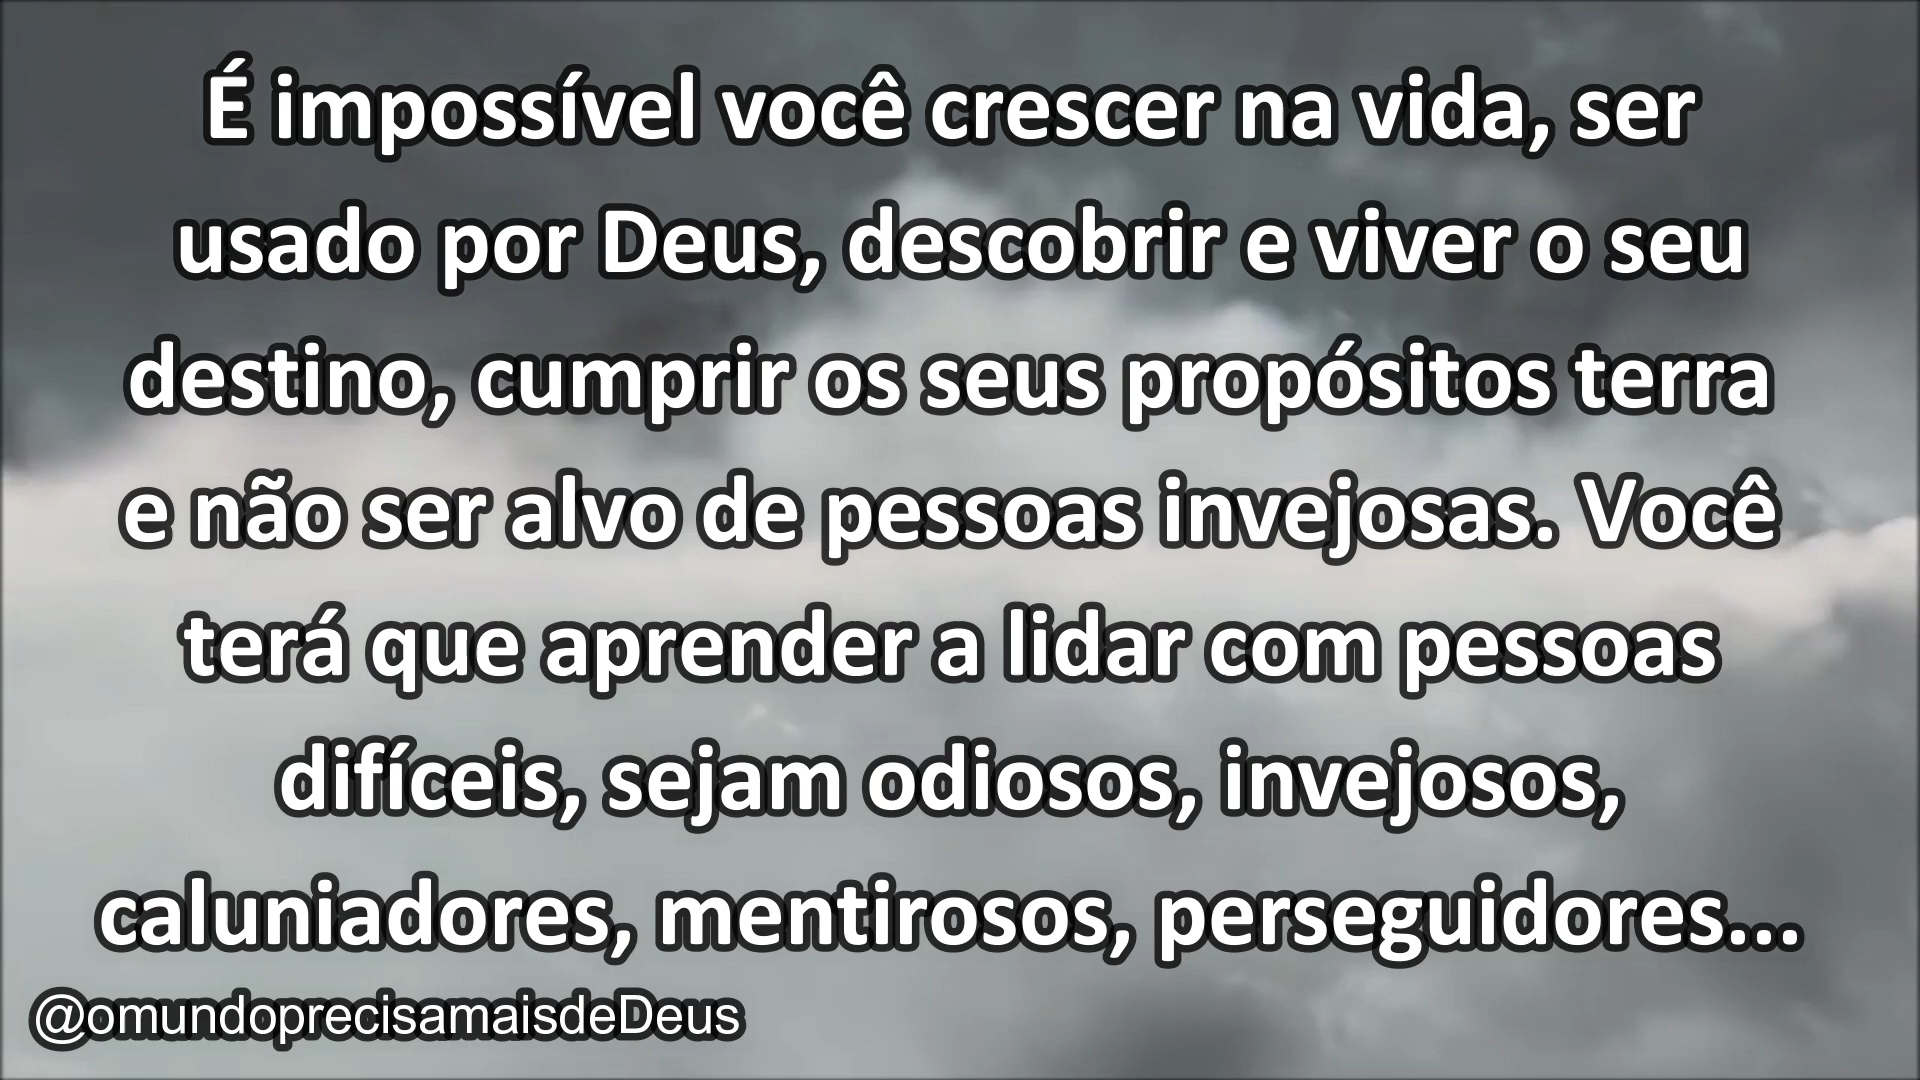 É impossível você crescer na vida, ser
usado por Deus, descobrir e viver o seu
destino, cumprir os seus propósitos terra
e não ser alvo de pessoas invejosas. Você
terá que aprender a lidar com pessoas
difíceis, sejam odiosos, invejosos,
caluniadores, mentirosos, perseguidores...
@omundoprecisamaisdeDeus